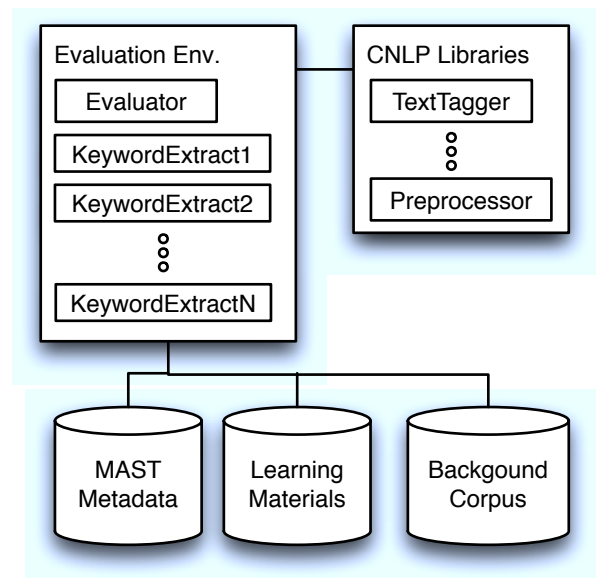 Evaluation Env.
Evaluator
KeywordExtract1
KeywordExtract2
KeywordExtractN
CNLP Libraries
TextTagger
Preprocessor
MAST
Metadata
Learning
Materials
Backgound
Corpus